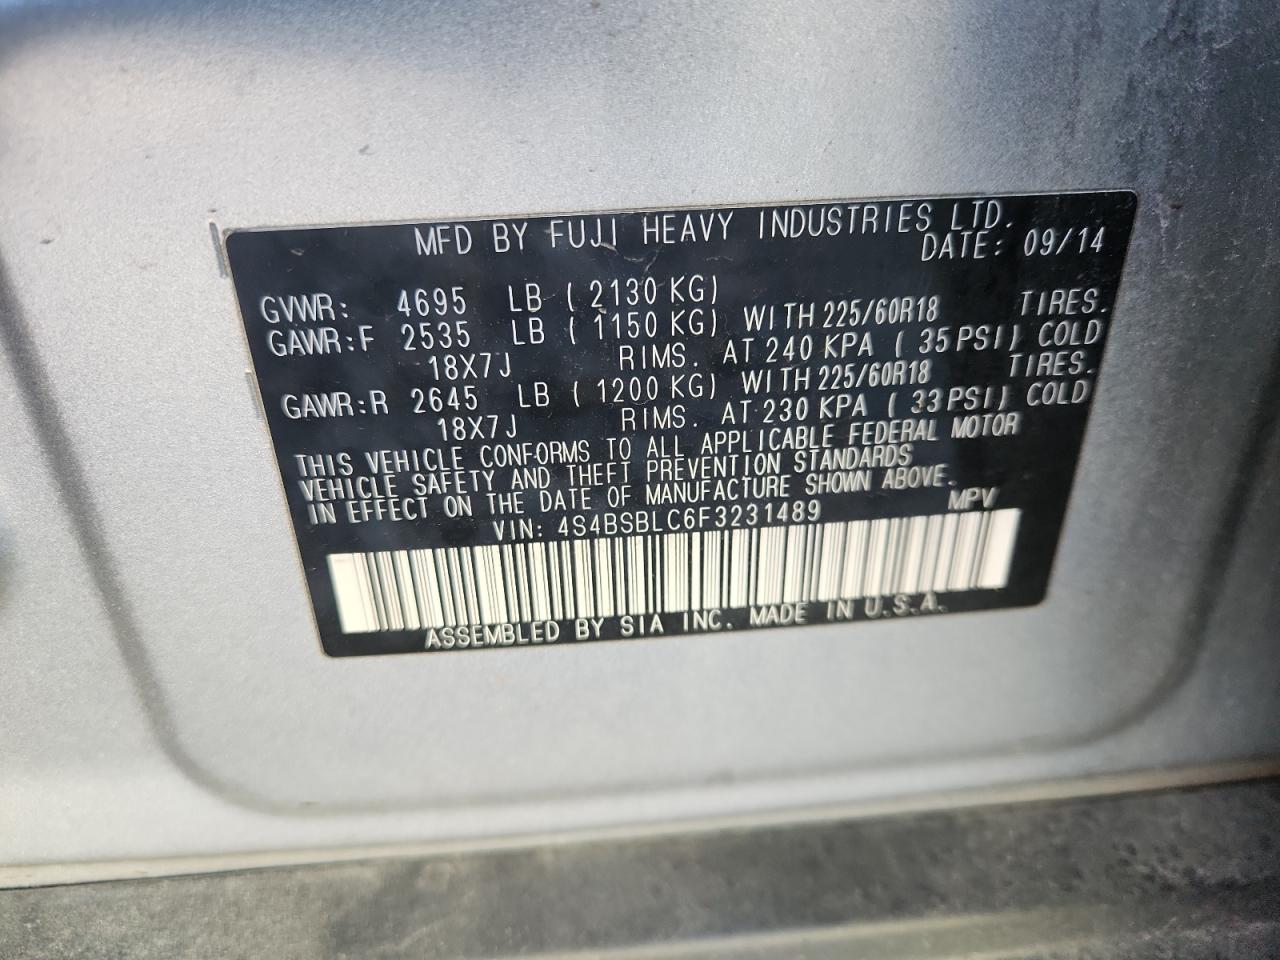 MFD BY FUJI HEAVY INDUSTRIES LTD.
DATE: 09/14
GVWR: 4695 LB ( 2130 KG)
GAWR:F 2535 LB ( 1150 KG) WITH 225/60R18 TIRES.
18X7J RIMS. AT 240 KPA ( 35 PSI) COLD
GAWR:R 2645 LB ( 1200 KG) WITH 225/60R18 TIRES.
18X7J RIMS. AT 230 KPA ( 33 PSI) COLD
THIS VEHICLE CONFORMS TO ALL APPLICABLE FEDERAL MOTOR
VEHICLE SAFETY AND THEFT PREVENTION STANDARDS
IN EFFECT ON THE DATE OF MANUFACTURE SHOWN ABOVE.
VIN: 4S4BSBLC6F3231489 MPV
ASSEMBLED BY SIA INC. MADE IN U.S.A.